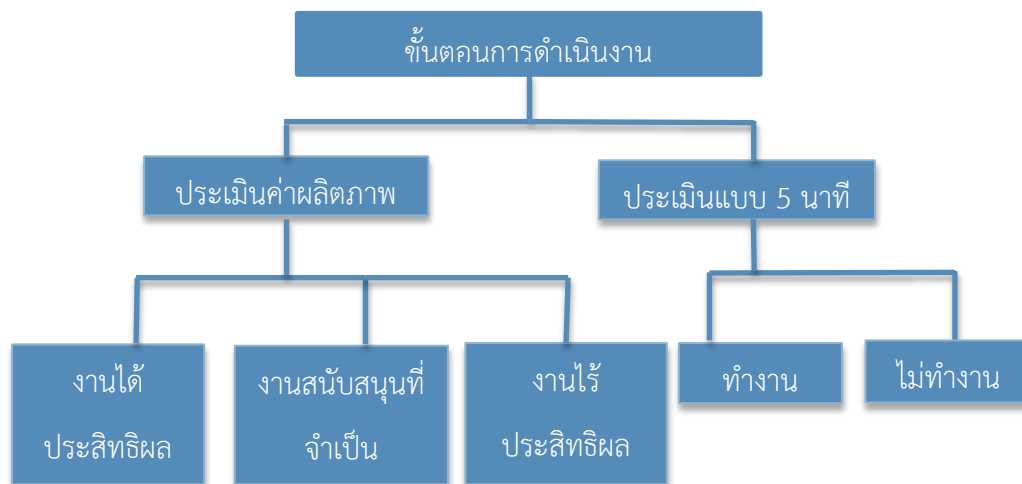 ขั้นตอนการดำเนินงาน
ประเมินค่าผลิตภาพ
ประเมินแบบ 5 นาที
งานได้
ประสิทธิผล
งานสนับสนุนที่
จำเป็น
งานไร้
ประสิทธิผล
ทำงาน
ไม่ทำงาน